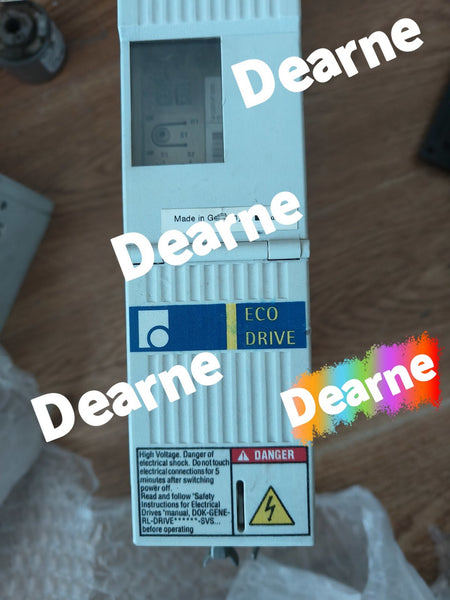 Dearne
S1
Made in Ge
Dearne
ECO
DRIVE
Dearne
Dearne
High Voltage. Danger of
electrical shock. Do not touch
electrical connections for 5
minutes after switching
power off.
Read and follow "Safety
Instructions for Electrical
Drives "manual, DOK-GENE-
RL-DRIVE******-SVS...
before operating
DANGER